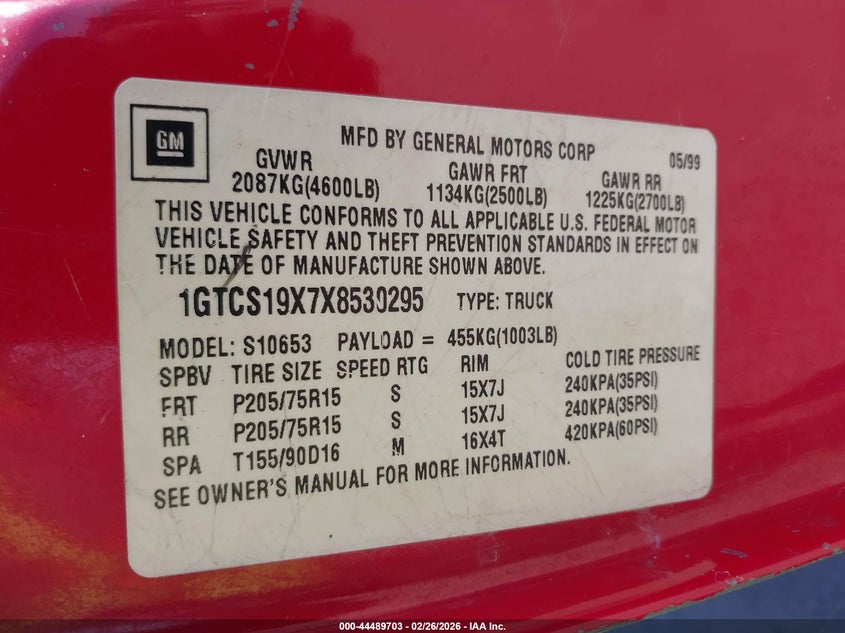 GM
MFD BY GENERAL MOTORS CORP 05/99
GVWR GAWR FRT GAWR RR
2087KG(4600LB) 1134KG(2500LB) 1225KG(2700LB)
THIS VEHICLE CONFORMS TO ALL APPLICABLE U.S. FEDERAL MOTOR
VEHICLE SAFETY AND THEFT PREVENTION STANDARDS IN EFFECT ON
THE DATE OF MANUFACTURE SHOWN ABOVE.
1GTCS19X7X8530295 TYPE: TRUCK
MODEL: S10653 PAYLOAD = 455KG(1003LB)
SPBV TIRE SIZE SPEED RTG RIM COLD TIRE PRESSURE
FRT P205/75R15 S 15X7J 240KPA(35PSI)
RR P205/75R15 S 15X7J 240KPA(35PSI)
SPA T155/90D16 M 16X4T 420KPA(60PSI)
SEE OWNER'S MANUAL FOR MORE INFORMATION.
000-44489703 - 02/26/2026 - IAA Inc.